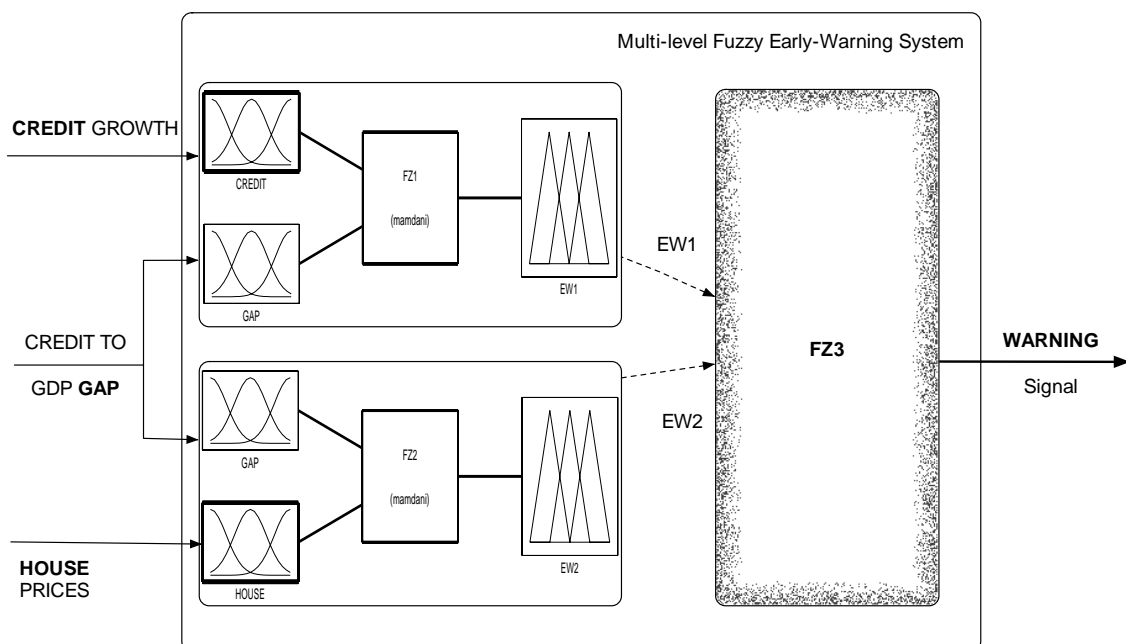 Multi-level Fuzzy Early-Warning System
CREDIT GROWTH
CREDIT
FZ1
(mamdani)
EW1
GAP
EW1
CREDIT TO
GDP GAP
GAP
FZ2
(mamdani)
EW2
HOUSE
EW2
HOUSE
PRICES
FZ3
WARNING
Signal